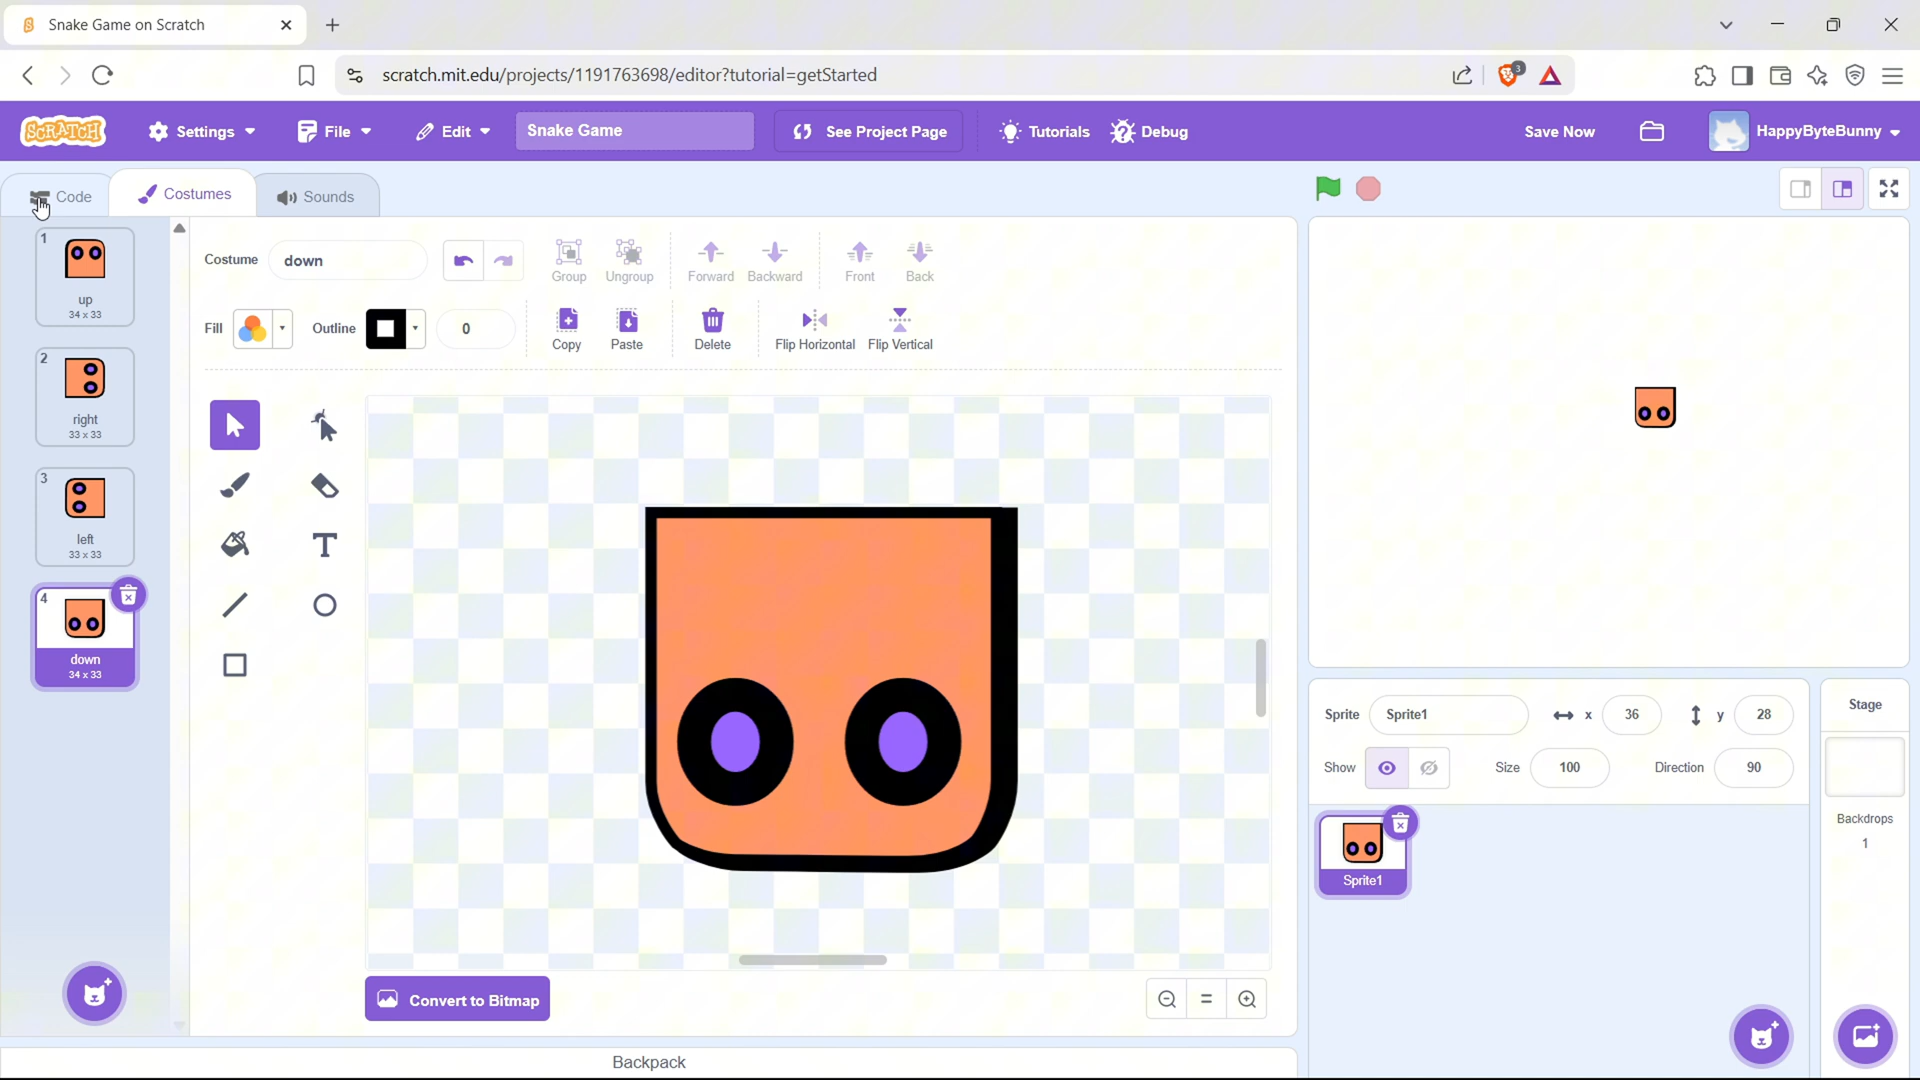 Snake Game on Scratch
scratch.mit.edu/projects/1191763698/editor?tutorial=getStarted
3
SCRATCH Settings File Edit Snake Game See Project Page Tutorials Debug Save Now HappyByteBunny
Code Costumes Sounds
1
up
34 x 33
2
right
33 x 33
3
left
33 x 33
4
down
34 x 33
Costume down Group Ungroup Forward Backward Front Back
Fill Outline 0 Copy Paste Delete Flip Horizontal Flip Vertical
T
Convert to Bitmap
Backpack
Sprite Sprite1 x 36 y 28
Show Size 100 Direction 90
Sprite1
Stage
Backdrops
1